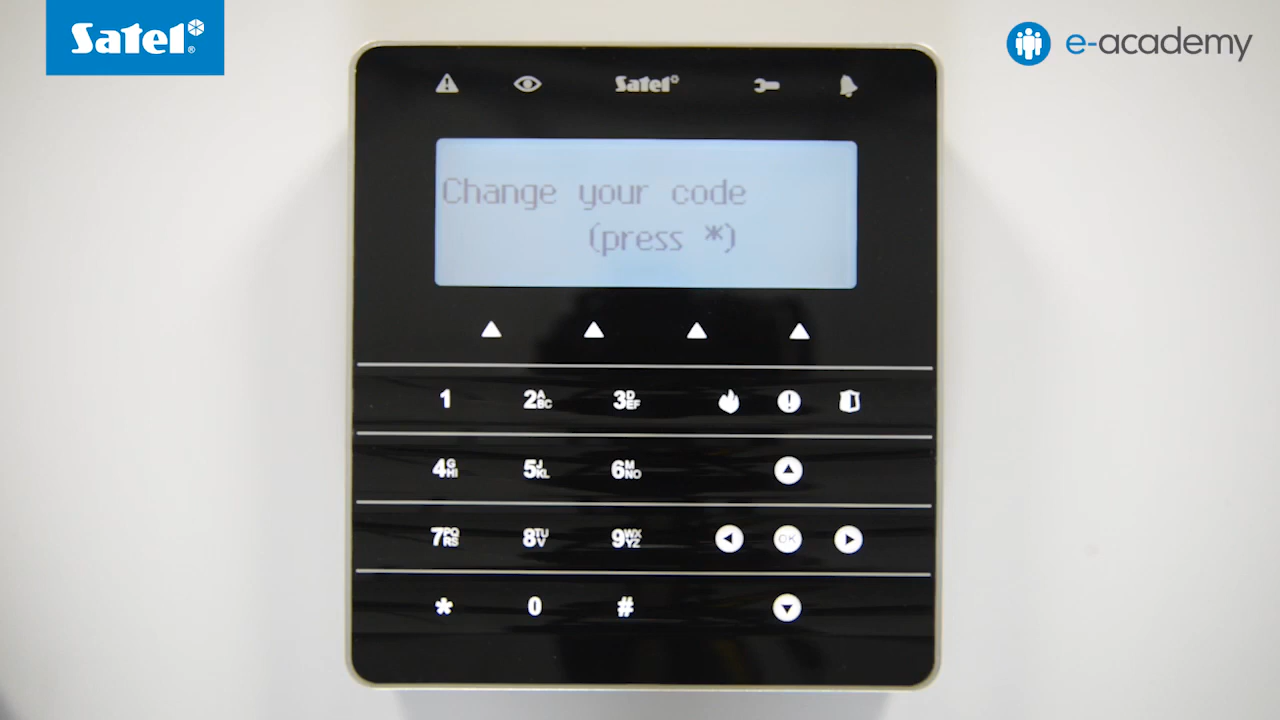 Satel®
e-academy
Satel
Change your code
(press *)
1 2ABC 3DEF
4GHI 5JKL 6MNO
7PQRS 8TUV 9WXYZ OK
* 0 #